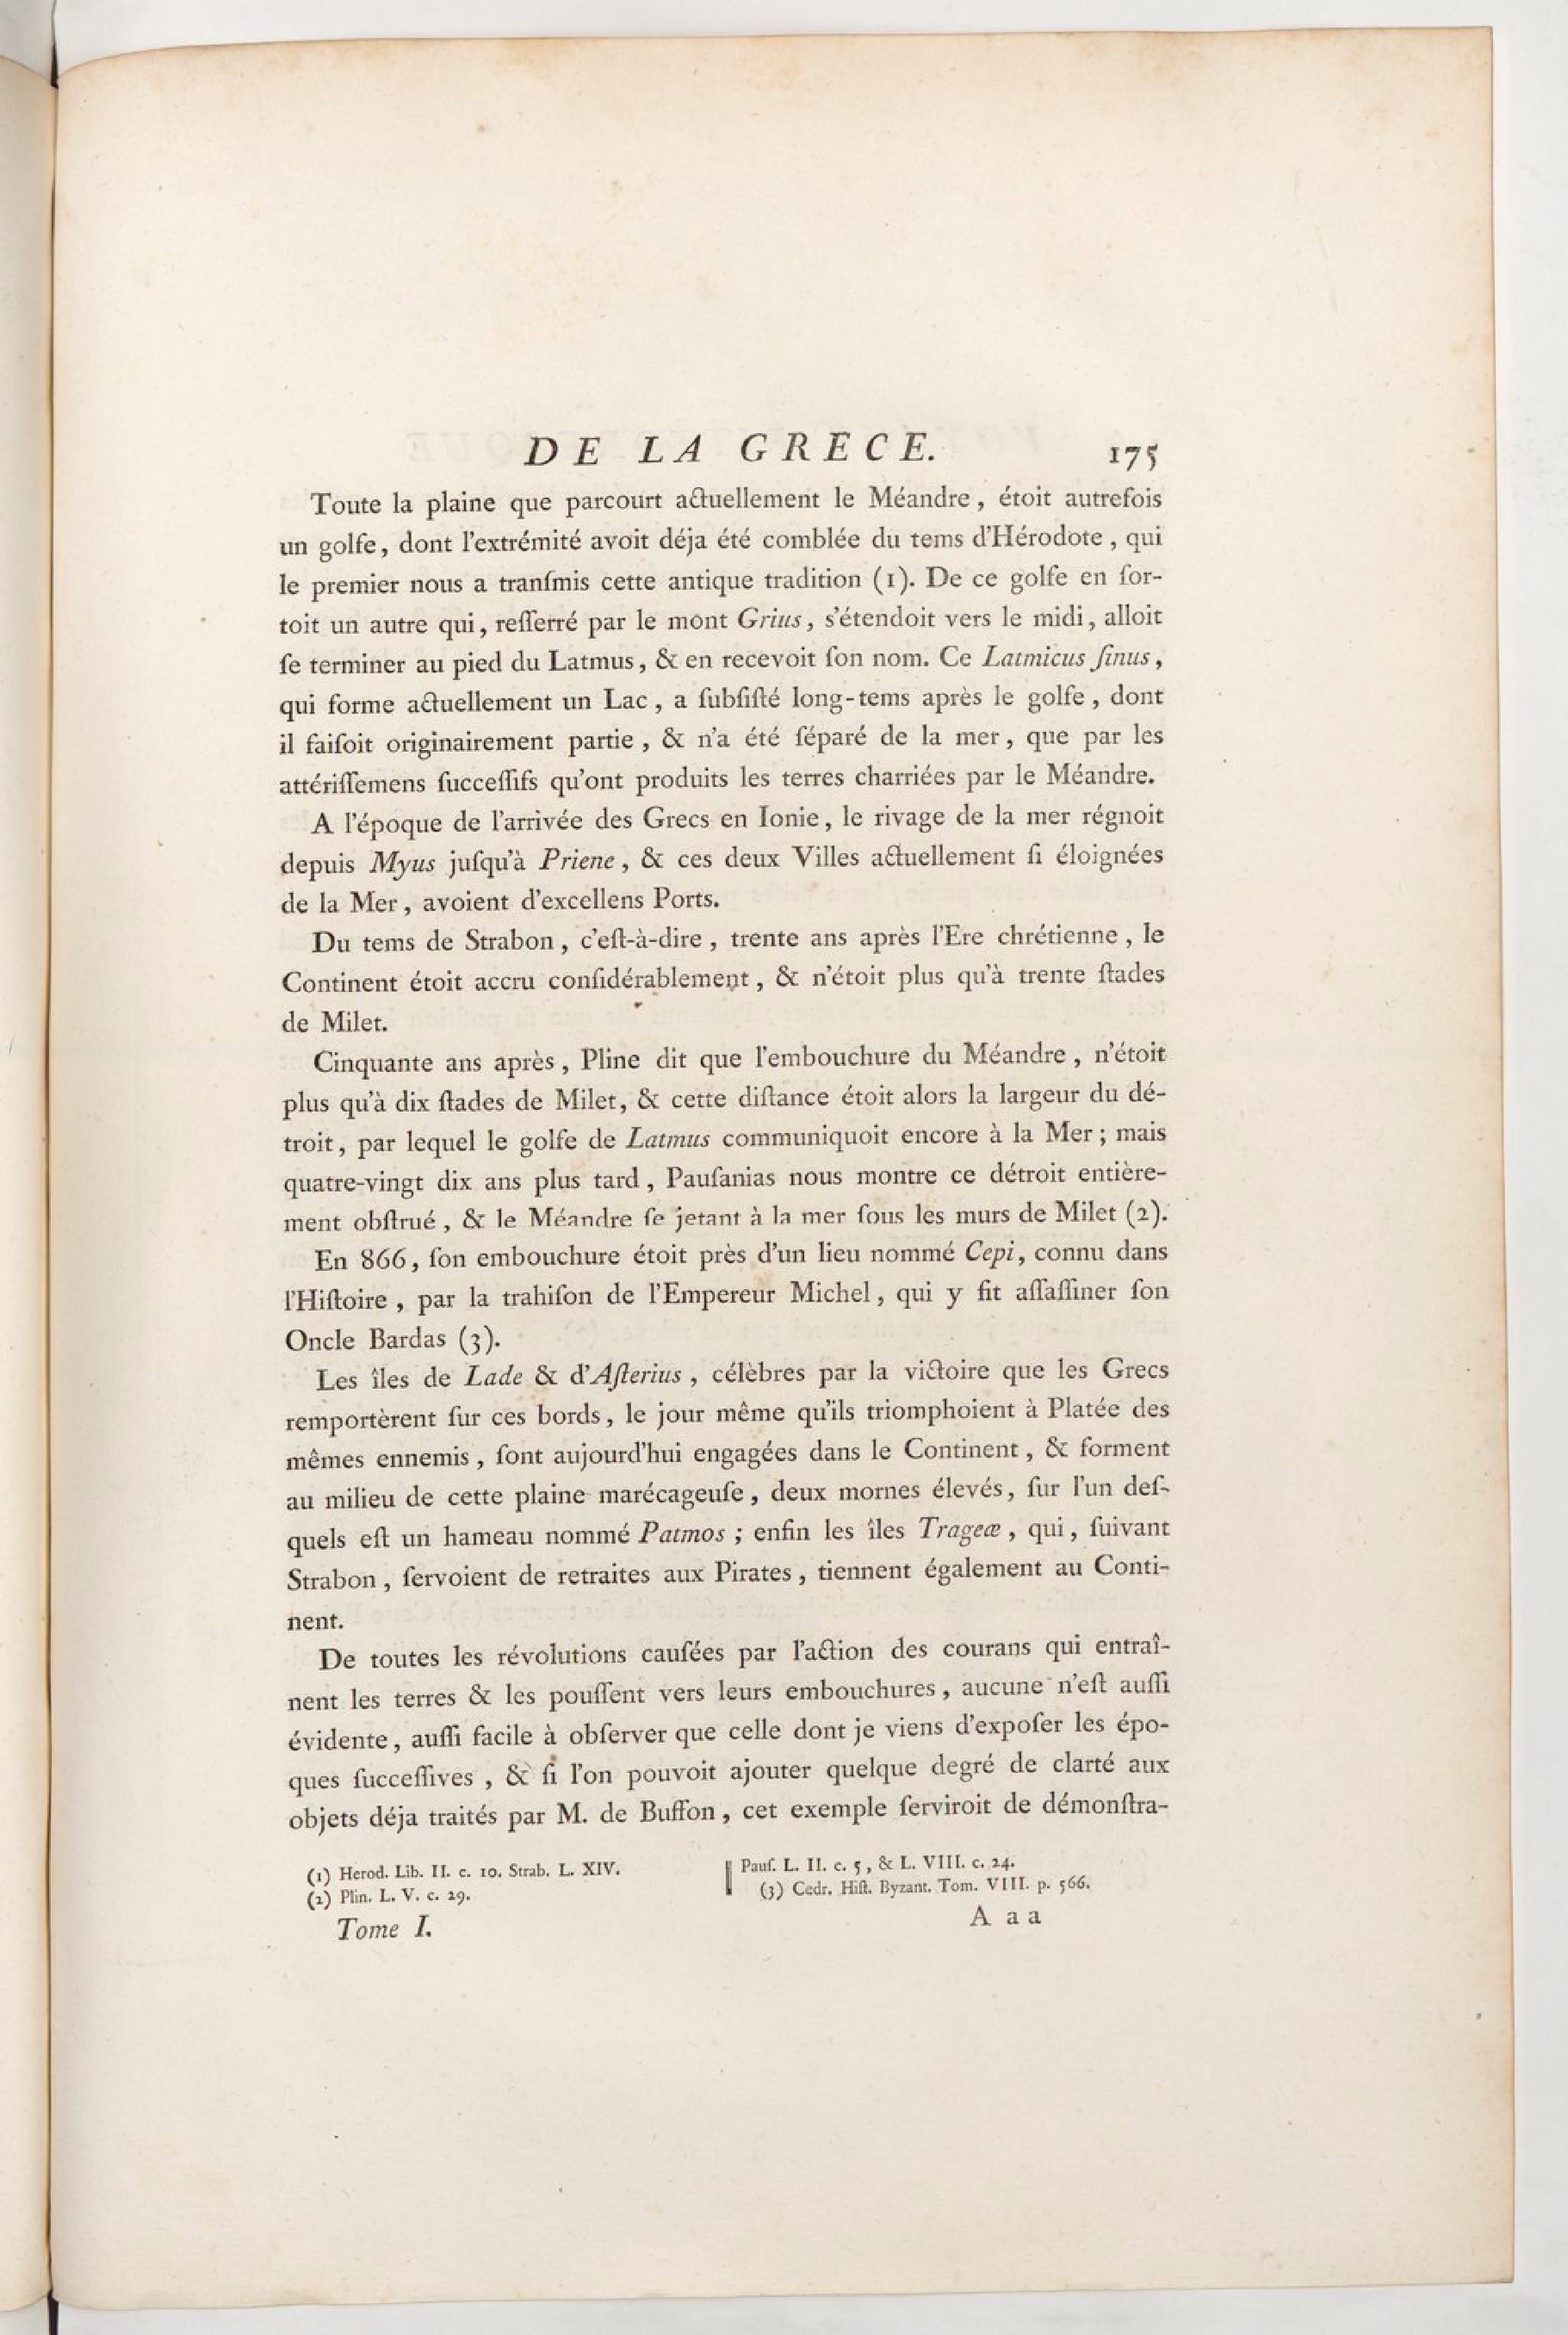 DE LA GRECE. 175
Toute la plaine que parcourt actuellement le Méandre, étoit autrefois
un golfe, dont l'extrémité avoit déja été comblée du tems d'Hérodote, qui
le premier nous a tranſmis cette antique tradition (1). De ce golfe en ſor-
toit un autre qui, reſſerré par le mont Grius, s'étendoit vers le midi, alloit
ſe terminer au pied du Latmus, & en recevoit ſon nom. Ce Latmicus ſinus,
qui forme actuellement un Lac, a ſubſiſté long-tems après le golfe, dont
il faiſoit originairement partie, & n'a été ſéparé de la mer, que par les
attériſſemens ſucceſſifs qu'ont produits les terres charriées par le Méandre.
A l'époque de l'arrivée des Grecs en Ionie, le rivage de la mer régnoit
depuis Myus juſqu'à Priene, & ces deux Villes actuellement ſi éloignées
de la Mer, avoient d'excellens Ports.
Du tems de Strabon, c'eſt-à-dire, trente ans après l'Ere chrétienne, le
Continent étoit accru conſidérablement, & n'étoit plus qu'à trente ſtades
de Milet.
Cinquante ans après, Pline dit que l'embouchure du Méandre, n'étoit
plus qu'à dix ſtades de Milet, & cette diſtance étoit alors la largeur du dé-
troit, par lequel le golfe de Latmus communiquoit encore à la Mer; mais
quatre-vingt dix ans plus tard, Pauſanias nous montre ce détroit entière-
ment obſtrué, & le Méandre ſe jetant à la mer ſous les murs de Milet (2).
En 866, ſon embouchure étoit près d'un lieu nommé Cepi, connu dans
l'Hiſtoire, par la trahiſon de l'Empereur Michel, qui y fit aſſaſſiner ſon
Oncle Bardas (3).
Les îles de Lade & d'Aſterius, célèbres par la victoire que les Grecs
remportèrent ſur ces bords, le jour même qu'ils triomphoient à Platée des
mêmes ennemis, ſont aujourd'hui engagées dans le Continent, & forment
au milieu de cette plaine marécageuſe, deux mornes élevés, ſur l'un deſ-
quels eſt un hameau nommé Patmos; enfin les îles Trageæ, qui, ſuivant
Strabon, ſervoient de retraites aux Pirates, tiennent également au Conti-
nent.
De toutes les révolutions cauſées par l'action des courans qui entraî-
nent les terres & les pouſſent vers leurs embouchures, aucune n'eſt auſſi
évidente, auſſi facile à obſerver que celle dont je viens d'expoſer les épo-
ques ſucceſſives, & ſi l'on pouvoit ajouter quelque degré de clarté aux
objets déja traités par M. de Buffon, cet exemple ſerviroit de démonſtra-
(1) Herod. Lib. II. c. 10. Strab. L. XIV.
(2) Plin. L. V. c. 29.
Pauſ. L. II. c. 5, & L. VIII. c. 24.
(3) Cedr. Hiſt. Byzant. Tom. VIII. p. 566.
Tome I.
A a a